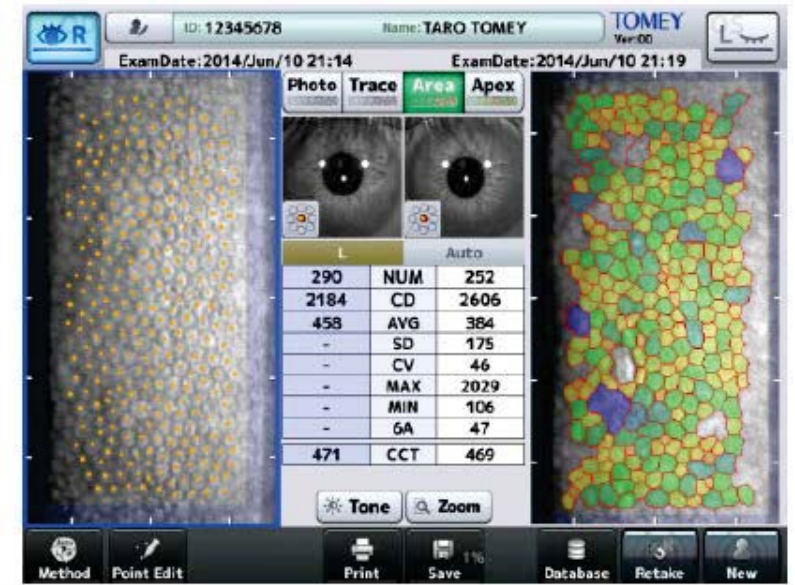 R ID: 12345678 Name: TARO TOMEY TOMEY L
Ver:00
ExamDate:2014/Jun/10 21:14 ExamDate:2014/Jun/10 21:19
Photo Trace Area Apex
L Auto
290 NUM 252
2184 CD 2606
458 AVG 384
- SD 175
- CV 46
- MAX 2029
- MIN 106
- 6A 47
471 CCT 469
Tone Zoom
1%
Method Point Edit Print Save Database Retake New